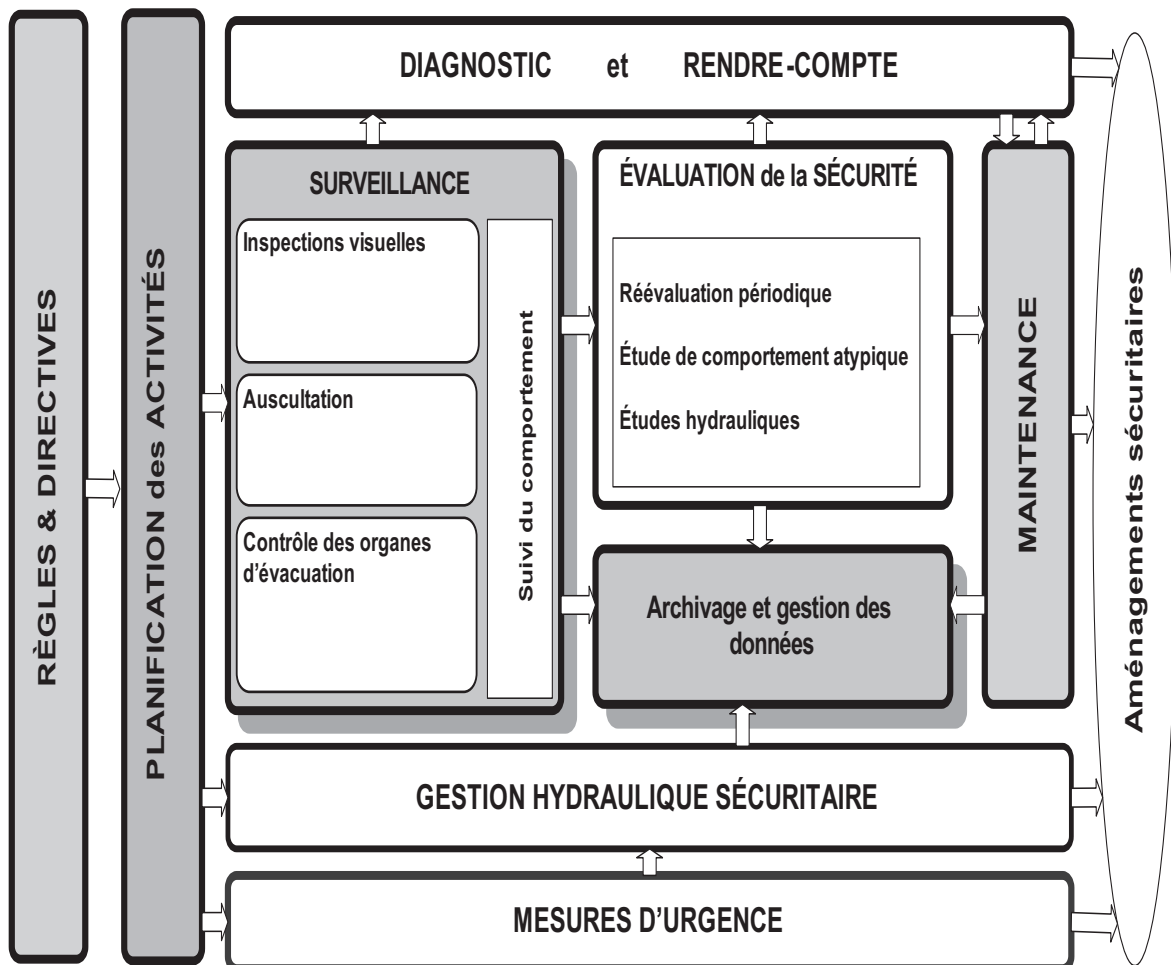 RÈGLES & DIRECTIVES
PLANIFICATION des ACTIVITÉS
DIAGNOSTIC et RENDRE-COMPTE
SURVEILLANCE
Inspections visuelles
Auscultation
Contrôle des organes
d’évacuation
Suivi du comportement
ÉVALUATION de la SÉCURITÉ
Réévaluation périodique
Étude de comportement atypique
Études hydrauliques
Archivage et gestion des
données
MAINTENANCE
GESTION HYDRAULIQUE SÉCURITAIRE
MESURES D’URGENCE
Aménagements sécuritaires